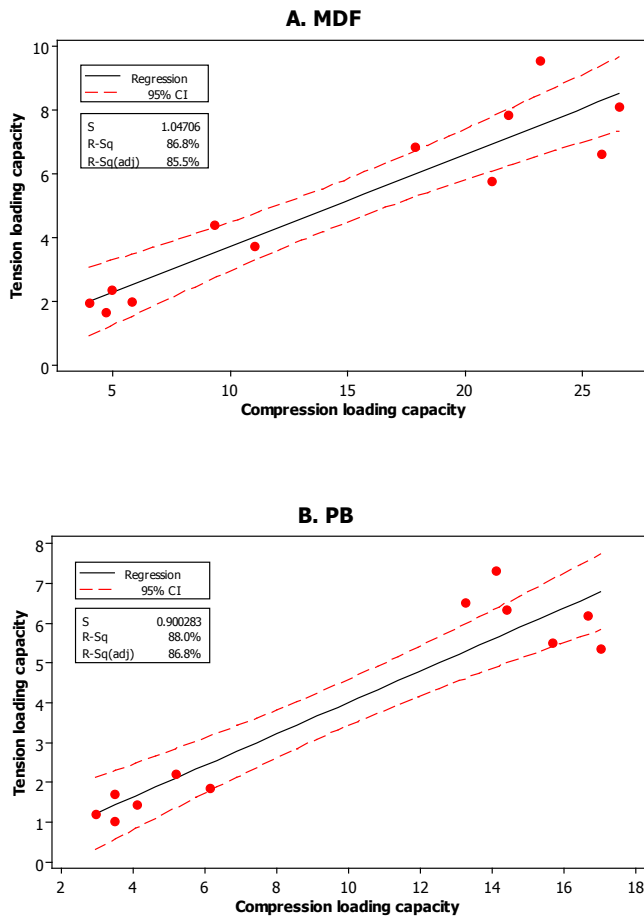 A. MDF
Tension loading capacity
10
8
6
4
2
0
Regression
95% CI
S 1.04706
R-Sq 86.8%
R-Sq(adj) 85.5%
5 10 15 20 25
Compression loading capacity
B. PB
Tension loading capacity
8
7
6
5
4
3
2
1
0
Regression
95% CI
S 0.900283
R-Sq 88.0%
R-Sq(adj) 86.8%
2 4 6 8 10 12 14 16 18
Compression loading capacity